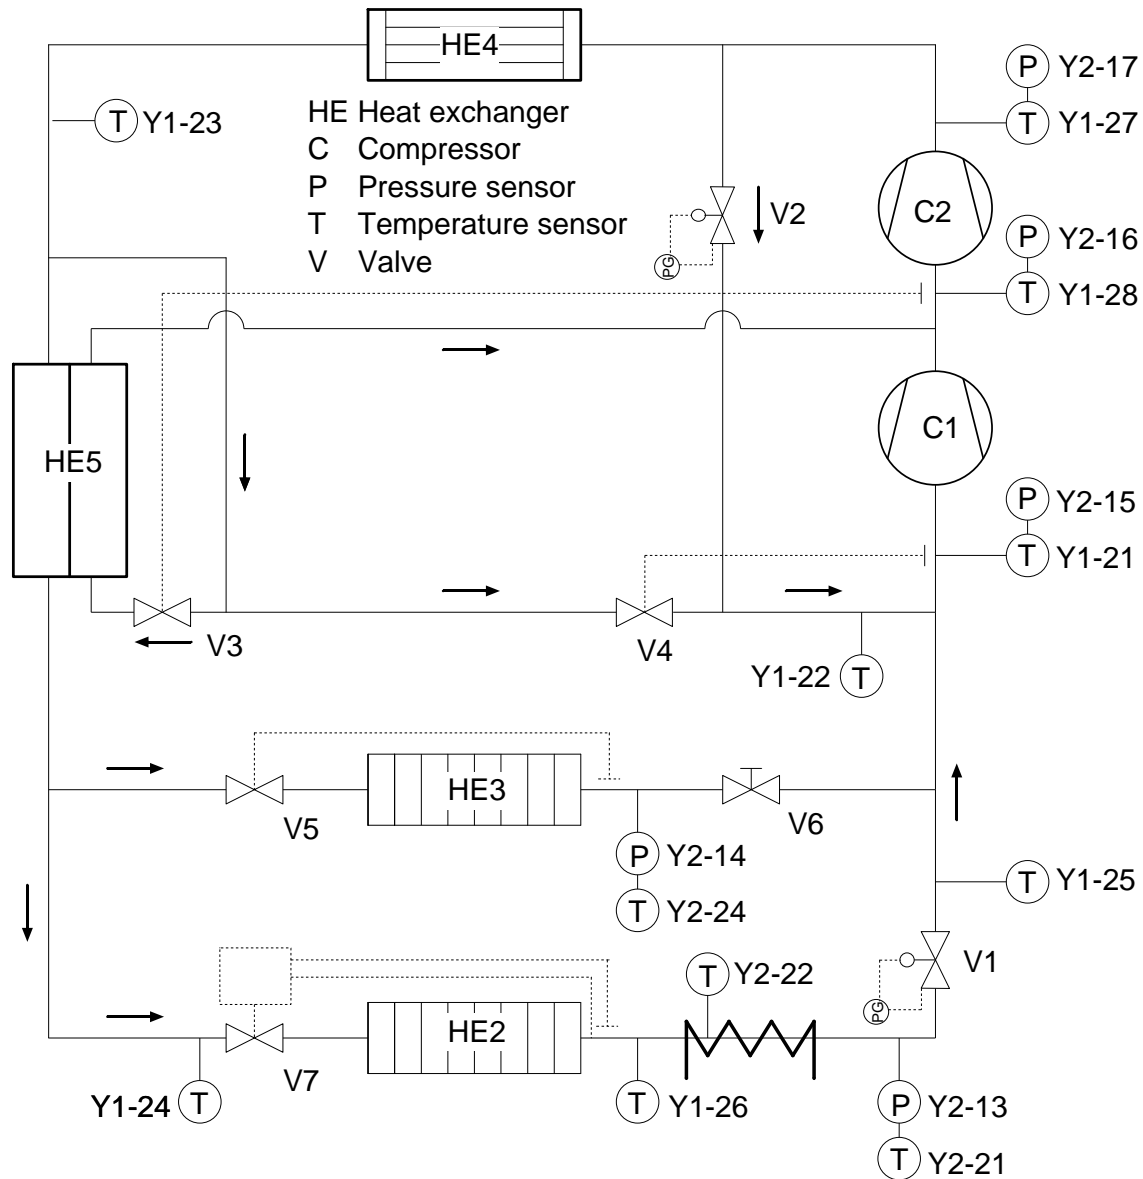 HE4
P Y2-17
T Y1-23
HE Heat exchanger
T Y1-27
C Compressor
P Pressure sensor
T Temperature sensor
V Valve
V2
C2
P Y2-16
PG
T Y1-28
C1
HE5
P Y2-15
T Y1-21
V3
V4
Y1-22 T
HE3
V5
V6
P Y2-14
T Y1-25
T Y2-24
T Y2-22
V1
PG
HE2
V7
Y1-24 T
T Y1-26
P Y2-13
T Y2-21